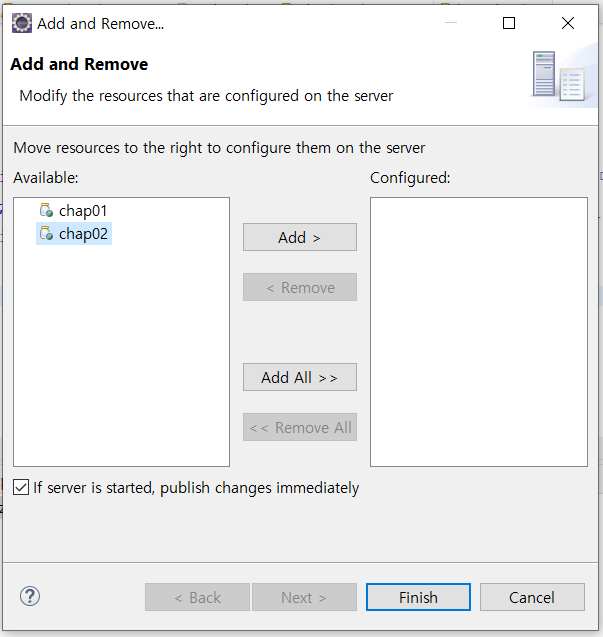 Add and Remove...
Add and Remove
Modify the resources that are configured on the server
Move resources to the right to configure them on the server
Available:
Configured:
chap01
chap02
Add >
< Remove
Add All >>
<< Remove All
If server is started, publish changes immediately
?
< Back
Next >
Finish
Cancel